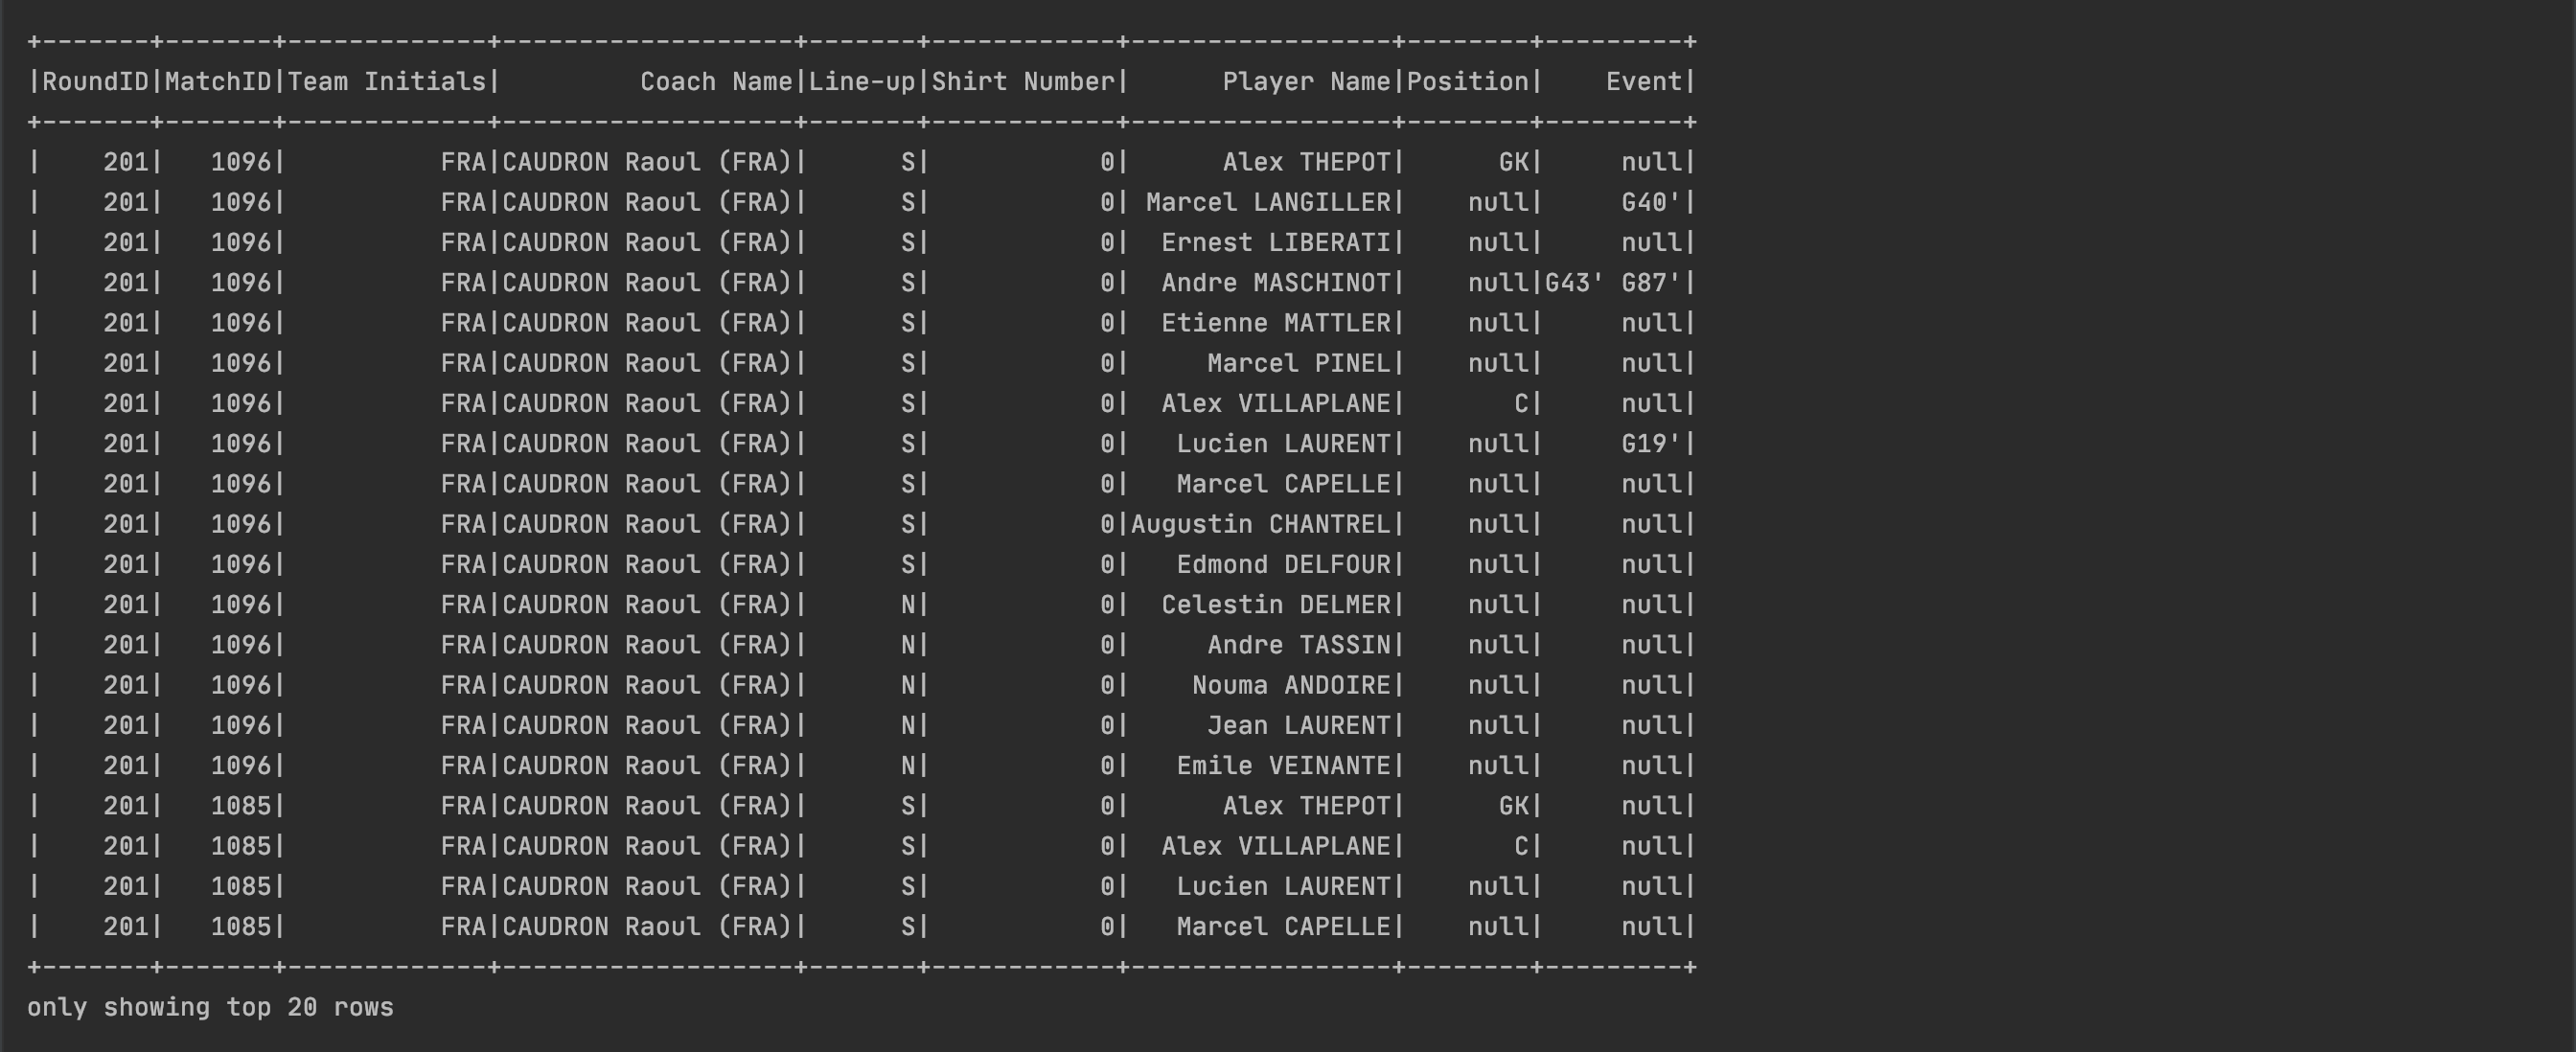 +-------+-------+-------------+-------------------+-------+------------+-----------------+--------+---------+
|RoundID|MatchID|Team Initials|         Coach Name|Line-up|Shirt Number|      Player Name|Position|    Event|
+-------+-------+-------------+-------------------+-------+------------+-----------------+--------+---------+
|    201|   1096|          FRA|CAUDRON Raoul (FRA)|      S|           0|      Alex THEPOT|      GK|     null|
|    201|   1096|          FRA|CAUDRON Raoul (FRA)|      S|           0| Marcel LANGILLER|    null|     G40'|
|    201|   1096|          FRA|CAUDRON Raoul (FRA)|      S|           0|  Ernest LIBERATI|    null|     null|
|    201|   1096|          FRA|CAUDRON Raoul (FRA)|      S|           0|  Andre MASCHINOT|    null|G43' G87'|
|    201|   1096|          FRA|CAUDRON Raoul (FRA)|      S|           0|  Etienne MATTLER|    null|     null|
|    201|   1096|          FRA|CAUDRON Raoul (FRA)|      S|           0|     Marcel PINEL|    null|     null|
|    201|   1096|          FRA|CAUDRON Raoul (FRA)|      S|           0|  Alex VILLAPLANE|       C|     null|
|    201|   1096|          FRA|CAUDRON Raoul (FRA)|      S|           0|   Lucien LAURENT|    null|     G19'|
|    201|   1096|          FRA|CAUDRON Raoul (FRA)|      S|           0|   Marcel CAPELLE|    null|     null|
|    201|   1096|          FRA|CAUDRON Raoul (FRA)|      S|           0|Augustin CHANTREL|    null|     null|
|    201|   1096|          FRA|CAUDRON Raoul (FRA)|      S|           0|   Edmond DELFOUR|    null|     null|
|    201|   1096|          FRA|CAUDRON Raoul (FRA)|      N|           0|  Celestin DELMER|    null|     null|
|    201|   1096|          FRA|CAUDRON Raoul (FRA)|      N|           0|     Andre TASSIN|    null|     null|
|    201|   1096|          FRA|CAUDRON Raoul (FRA)|      N|           0|    Nouma ANDOIRE|    null|     null|
|    201|   1096|          FRA|CAUDRON Raoul (FRA)|      N|           0|     Jean LAURENT|    null|     null|
|    201|   1096|          FRA|CAUDRON Raoul (FRA)|      N|           0|   Emile VEINANTE|    null|     null|
|    201|   1085|          FRA|CAUDRON Raoul (FRA)|      S|           0|      Alex THEPOT|      GK|     null|
|    201|   1085|          FRA|CAUDRON Raoul (FRA)|      S|           0|  Alex VILLAPLANE|       C|     null|
|    201|   1085|          FRA|CAUDRON Raoul (FRA)|      S|           0|   Lucien LAURENT|    null|     null|
|    201|   1085|          FRA|CAUDRON Raoul (FRA)|      S|           0|   Marcel CAPELLE|    null|     null|
+-------+-------+-------------+-------------------+-------+------------+-----------------+--------+---------+
only showing top 20 rows